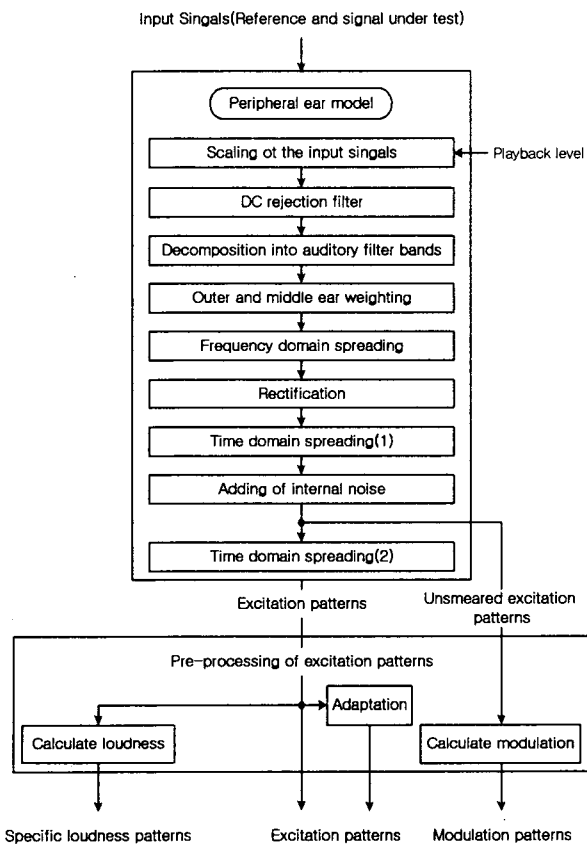 Input Singals(Reference and signal under test)
Peripheral ear model
Scaling ot the input singals
Playback level
DC rejection filter
Decomposition into auditory filter bands
Outer and middle ear weighting
Frequency domain spreading
Rectification
Time domain spreading(1)
Adding of internal noise
Time domain spreading(2)
Excitation patterns
Unsmeared excitation
patterns
Pre-processing of excitation patterns
Adaptation
Calculate loudness
Calculate modulation
Specific loudness patterns
Excitation patterns
Modulation patterns